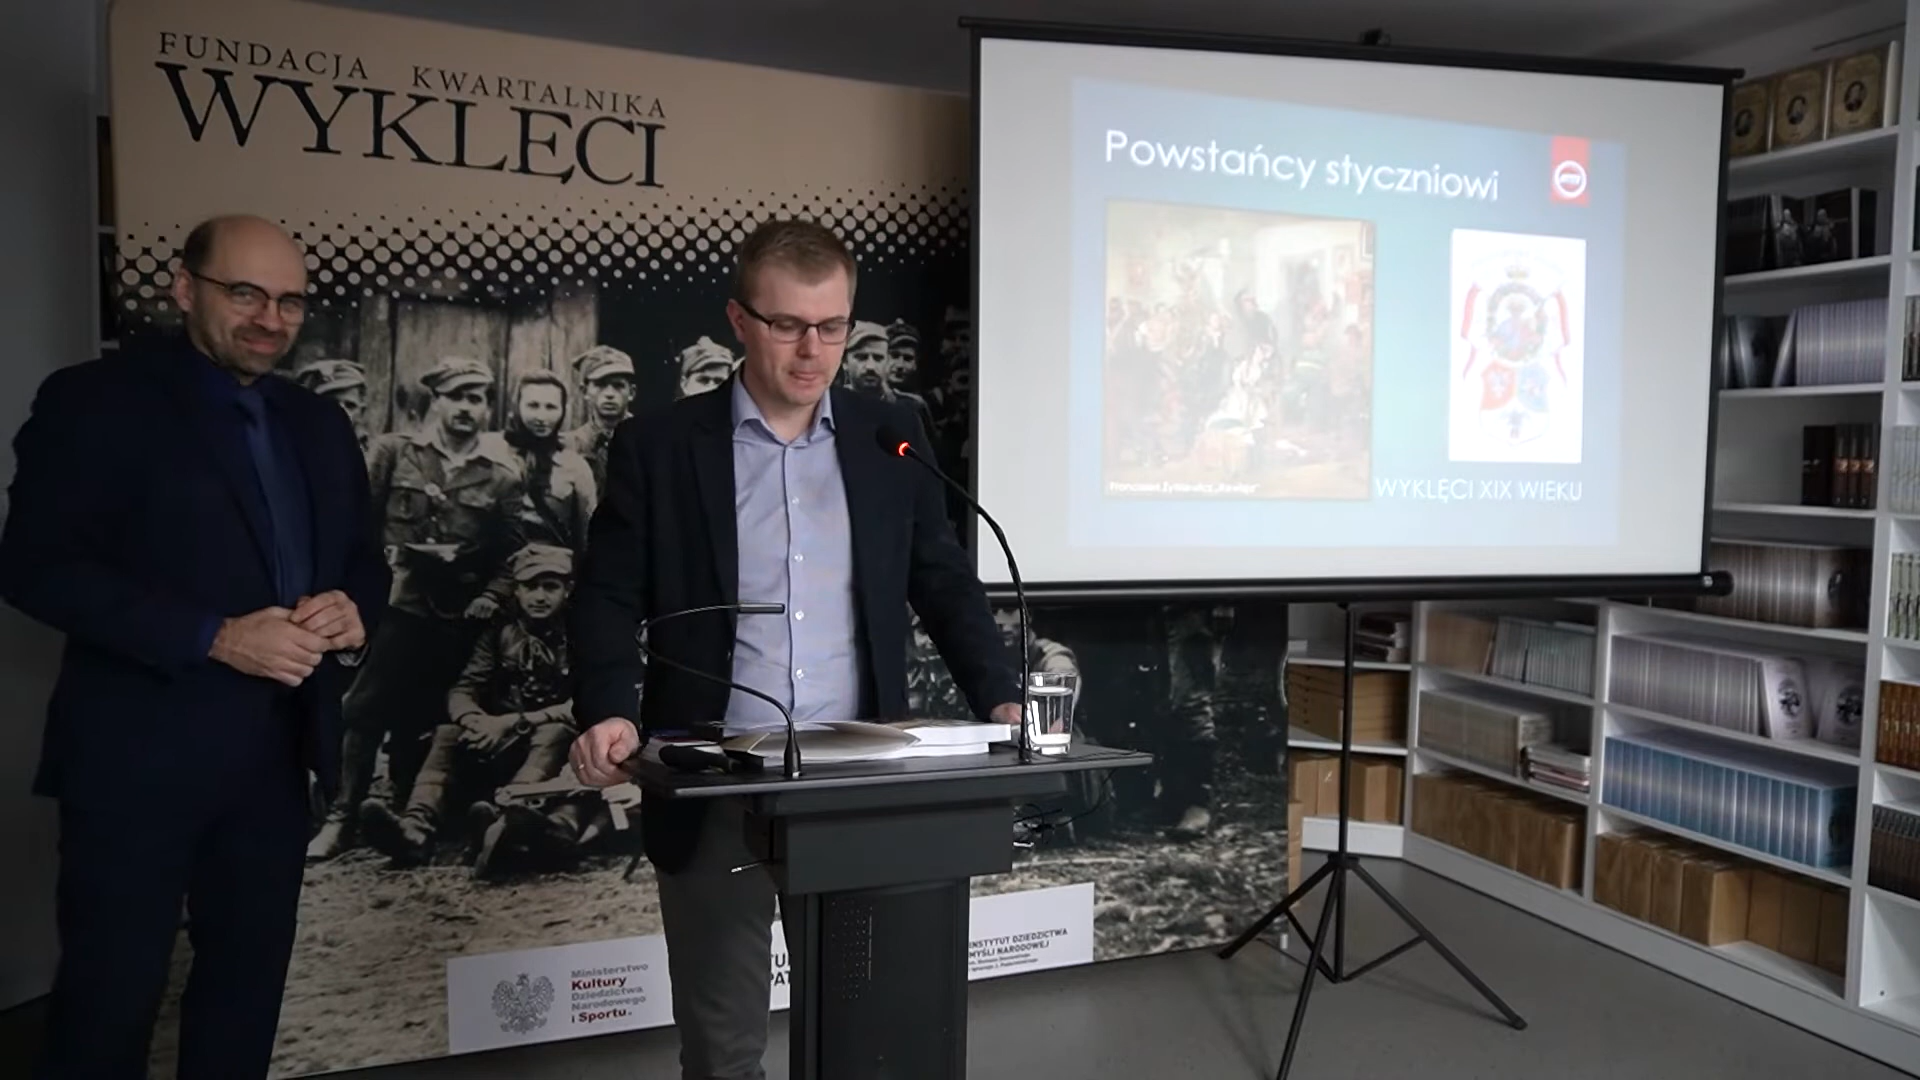 FUNDACJA KWARTALNIKA
WYKLĘCI
Powstańcy styczniowi
WYKLĘCI XIX WIEKU
Ministerstwo
Kultury
Dziedzictwa
Narodowego
i Sportu.
INSTYTUT DZIEDZICTWA
MYŚLI NARODOWEJ